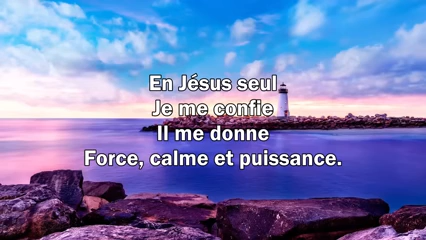 En Jésus seul
Je me confie
Il me donne
Force, calme et puissance.